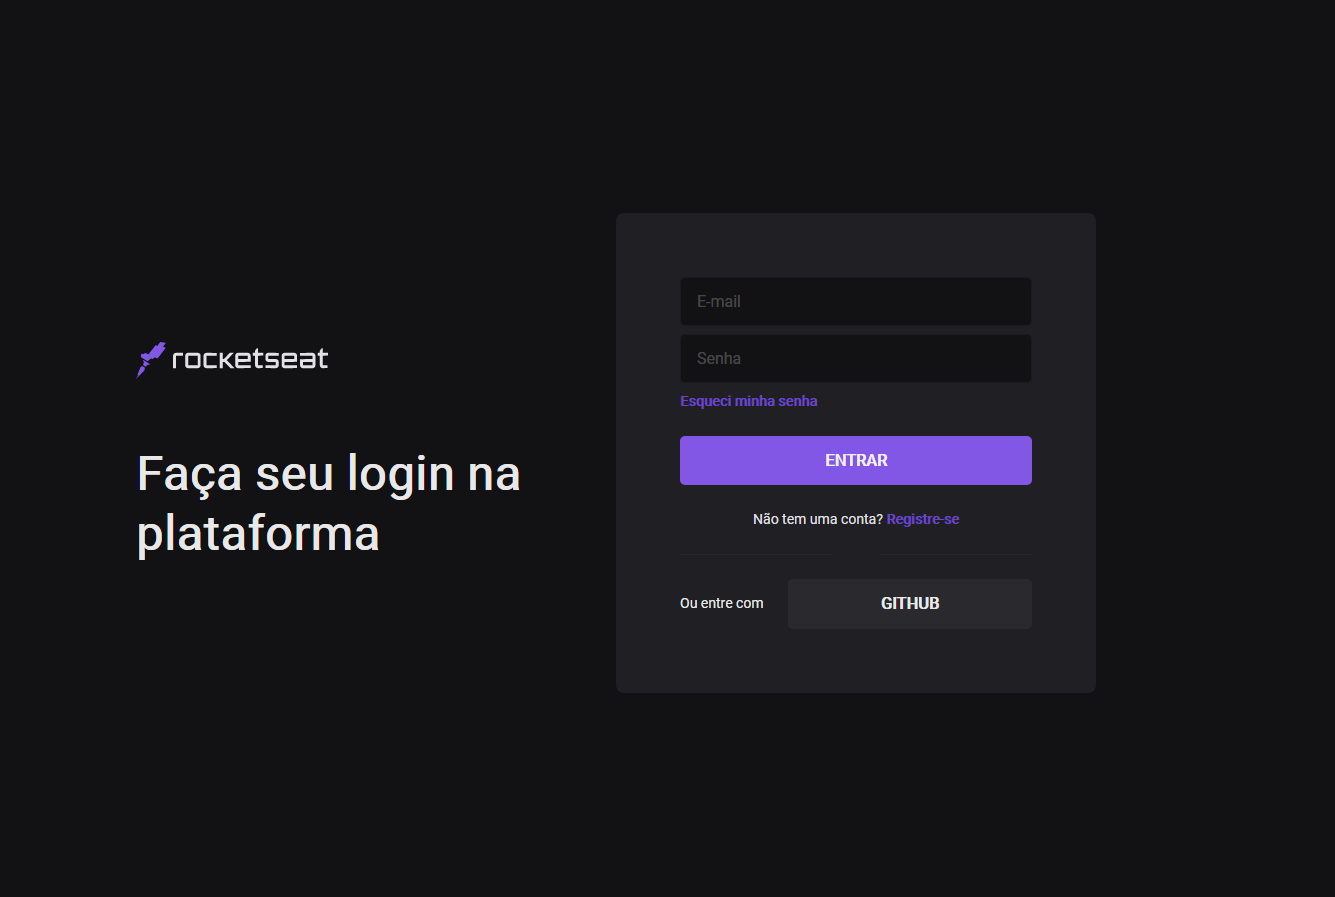 rocketseat
Faça seu login na
plataforma
E-mail
Senha
Esqueci minha senha
ENTRAR
Não tem uma conta? Registre-se
Ou entre com
GITHUB